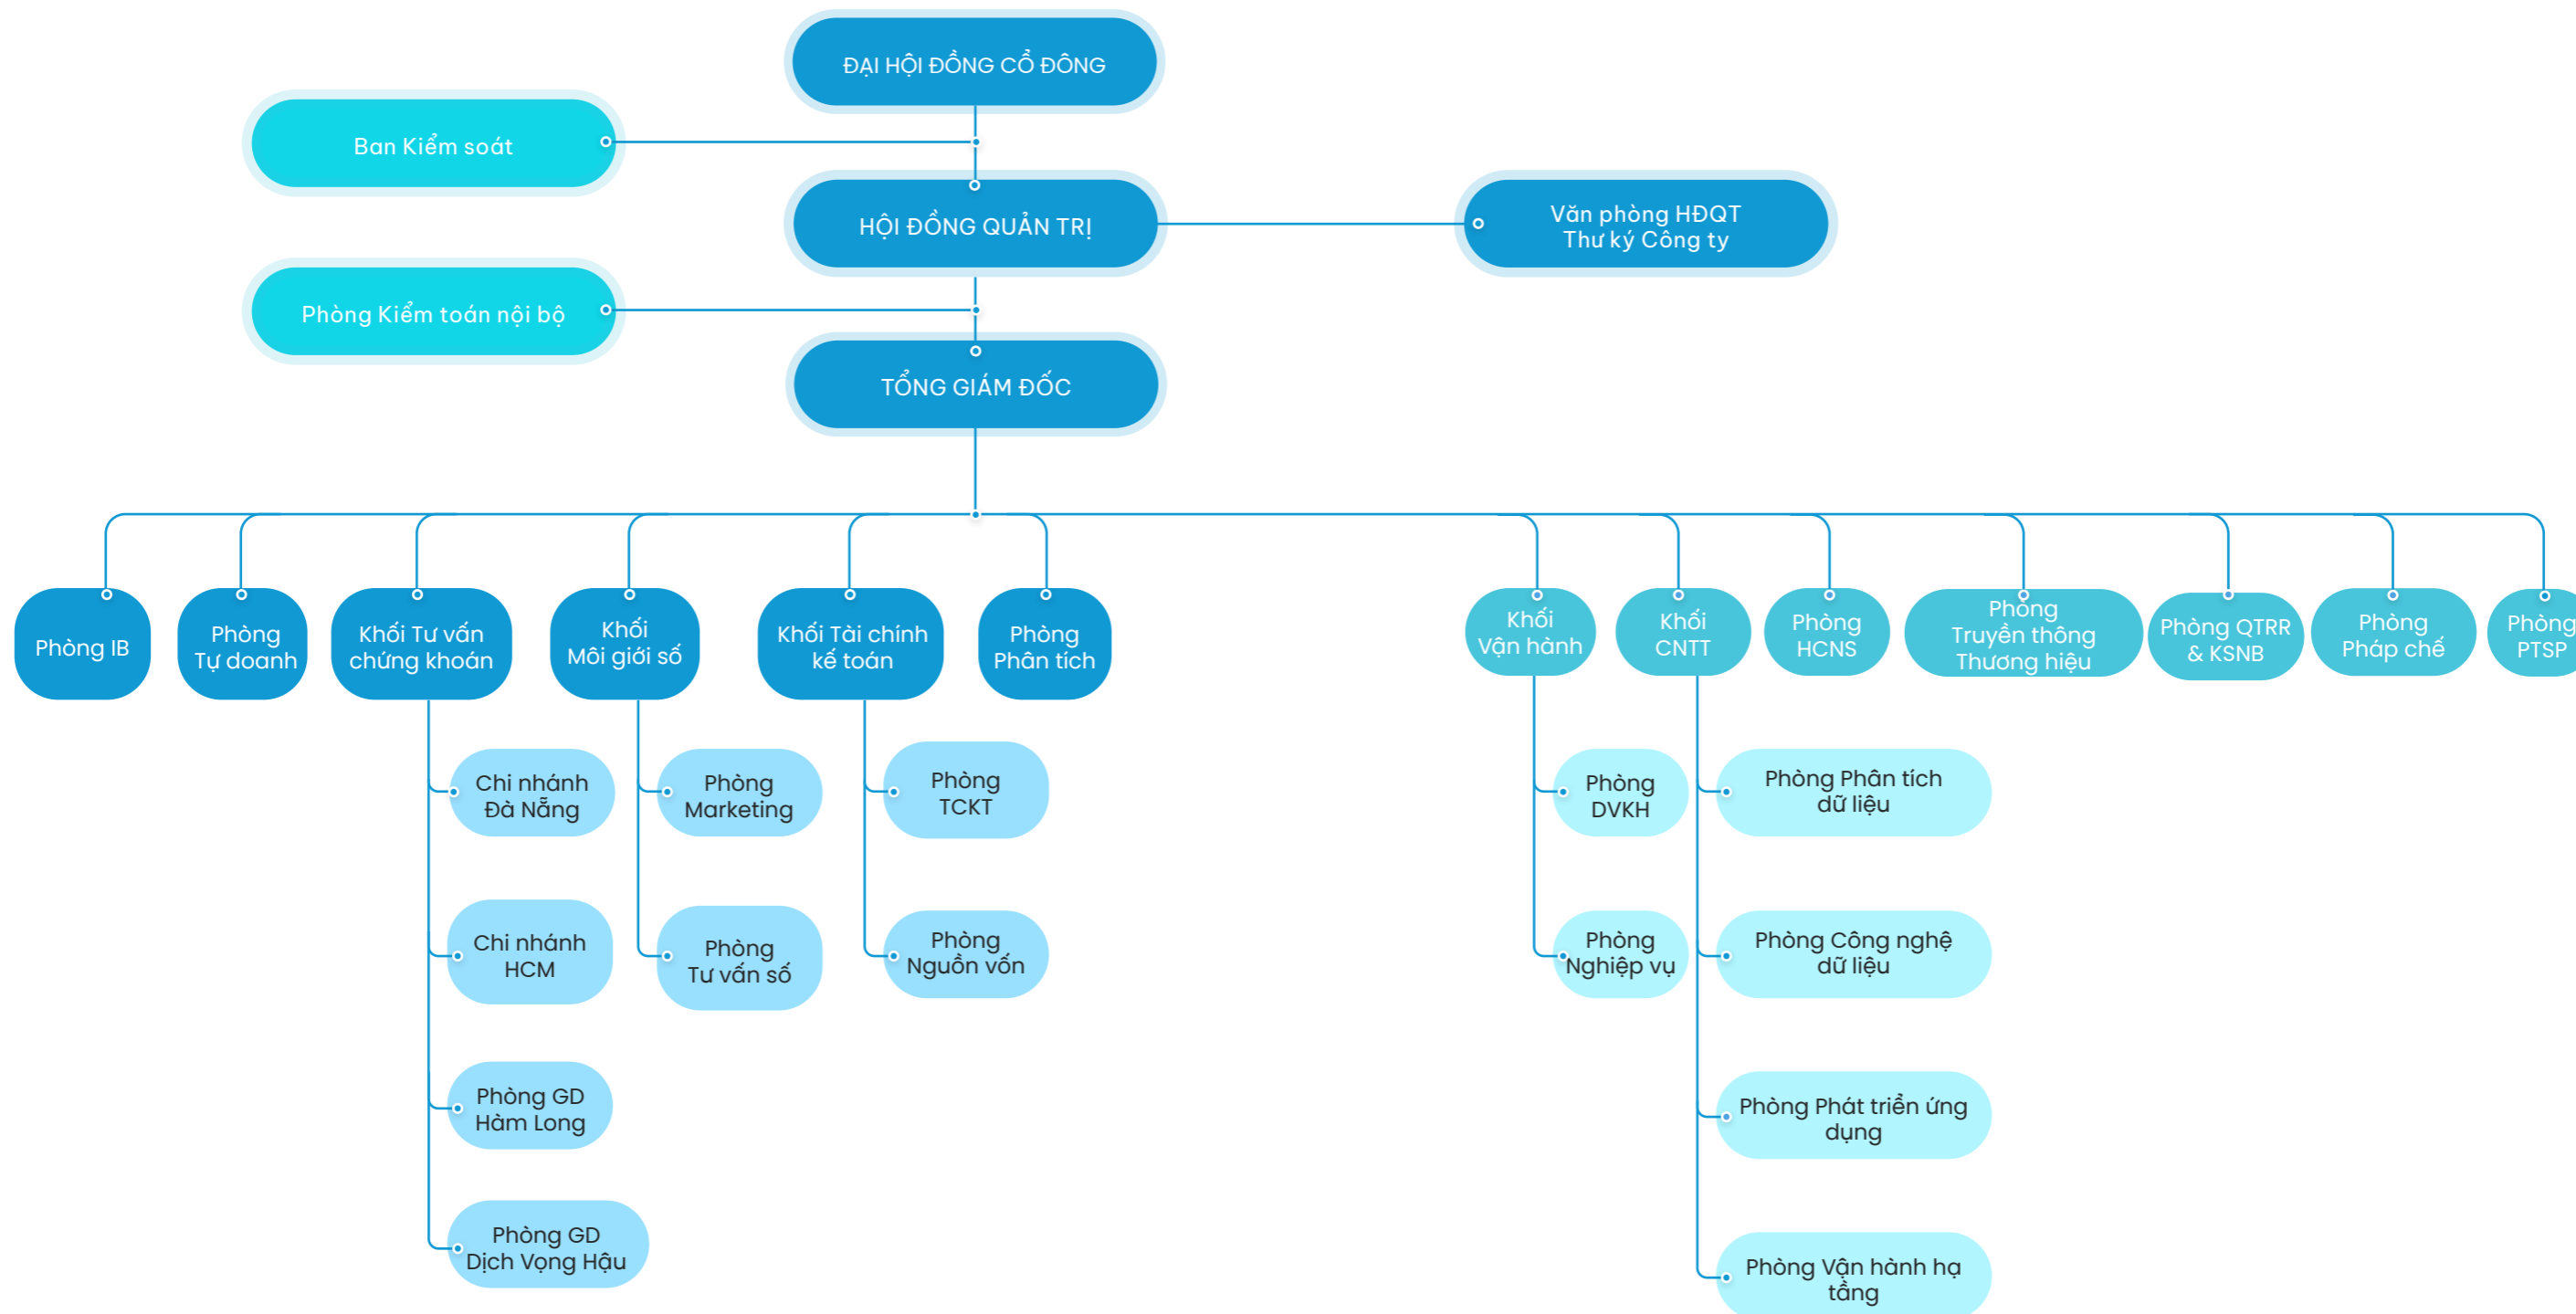 ĐẠI HỘI ĐỒNG CỔ ĐÔNG
Ban Kiểm soát
HỘI ĐỒNG QUẢN TRỊ
Văn phòng HĐQT
Thư ký Công ty
Phòng Kiểm toán nội bộ
TỔNG GIÁM ĐỐC
Phòng IB
Phòng
Tự doanh
Khối Tư vấn
chứng khoán
Khối
Môi giới số
Khối Tài chính
kế toán
Phòng
Phân tích
Khối
Vận hành
Khối
CNTT
Phòng
HCNS
Phòng
Truyền thông
Thương hiệu
Phòng QTRR
& KSNB
Phòng
Pháp chế
Phòng
PTSP
Chi nhánh
Đà Nẵng
Chi nhánh
HCM
Phòng GD
Hàm Long
Phòng GD
Dịch Vọng Hậu
Phòng
Marketing
Phòng
Tư vấn số
Phòng
TCKT
Phòng
Nguồn vốn
Phòng
DVKH
Phòng
Nghiệp vụ
Phòng Phân tích
dữ liệu
Phòng Công nghệ
dữ liệu
Phòng Phát triển ứng
dụng
Phòng Vận hành hạ
tầng